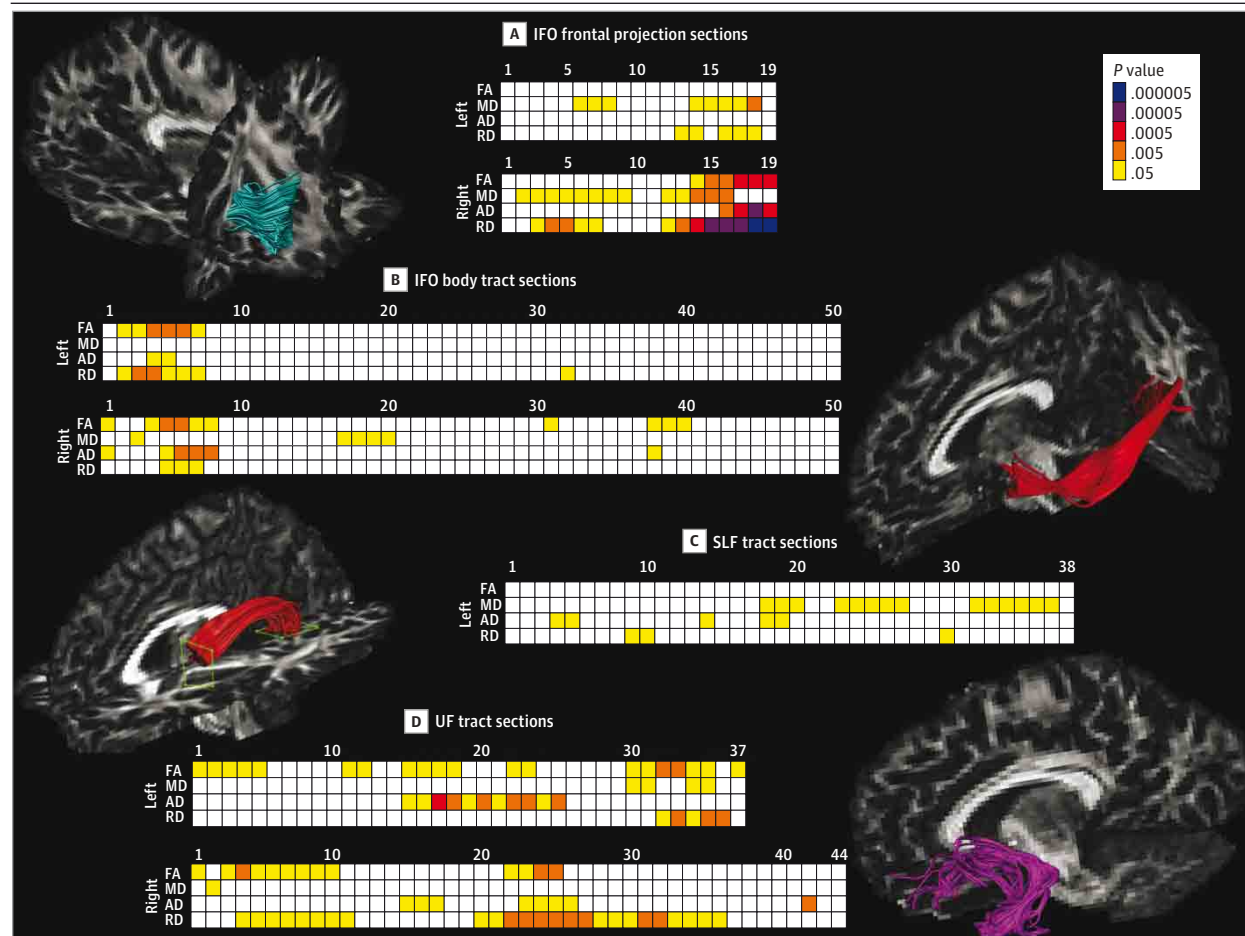 A IFO frontal projection sections
1 5 10 15 19
Left
FA
MD
AD
RD
1 5 10 15 19
Right
FA
MD
AD
RD
P value
.000005
.00005
.0005
.005
.05
B IFO body tract sections
1 10 20 30 40 50
Left
FA
MD
AD
RD
1 10 20 30 40 50
Right
FA
MD
AD
RD
C SLF tract sections
1 10 20 30 38
Left
FA
MD
AD
RD
D UF tract sections
1 10 20 30 37
Left
FA
MD
AD
RD
1 10 20 30 40 44
Right
FA
MD
AD
RD